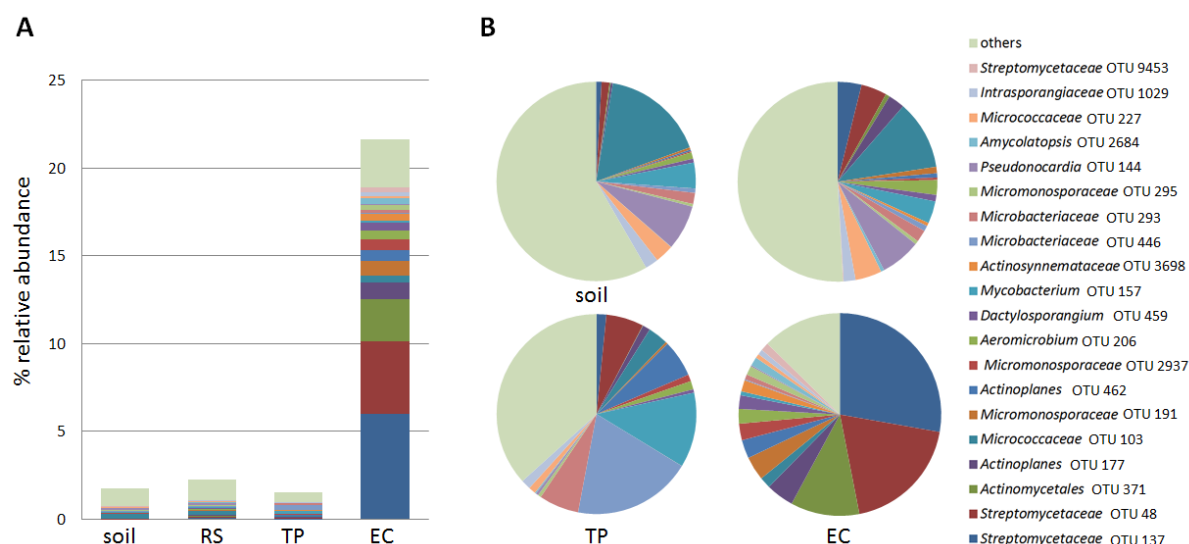 A
B
% relative abundance
25
20
15
10
5
0
soil
RS
TP
EC
soil
TP
EC
others
Streptomycetaceae OTU 9453
Intrasporangiaceae OTU 1029
Micrococcaceae OTU 227
Amycolatopsis OTU 2684
Pseudonocardia OTU 144
Micromonosporaceae OTU 295
Microbacteriaceae OTU 293
Microbacteriaceae OTU 446
Actinosynnemataceae OTU 3698
Mycobacterium OTU 157
Dactylosporangium OTU 459
Aeromicrobium OTU 206
Micromonosporaceae OTU 2937
Actinoplanes OTU 462
Micromonosporaceae OTU 191
Micrococcaceae OTU 103
Actinoplanes OTU 177
Actinomycetales OTU 371
Streptomycetaceae OTU 48
Streptomycetaceae OTU 137